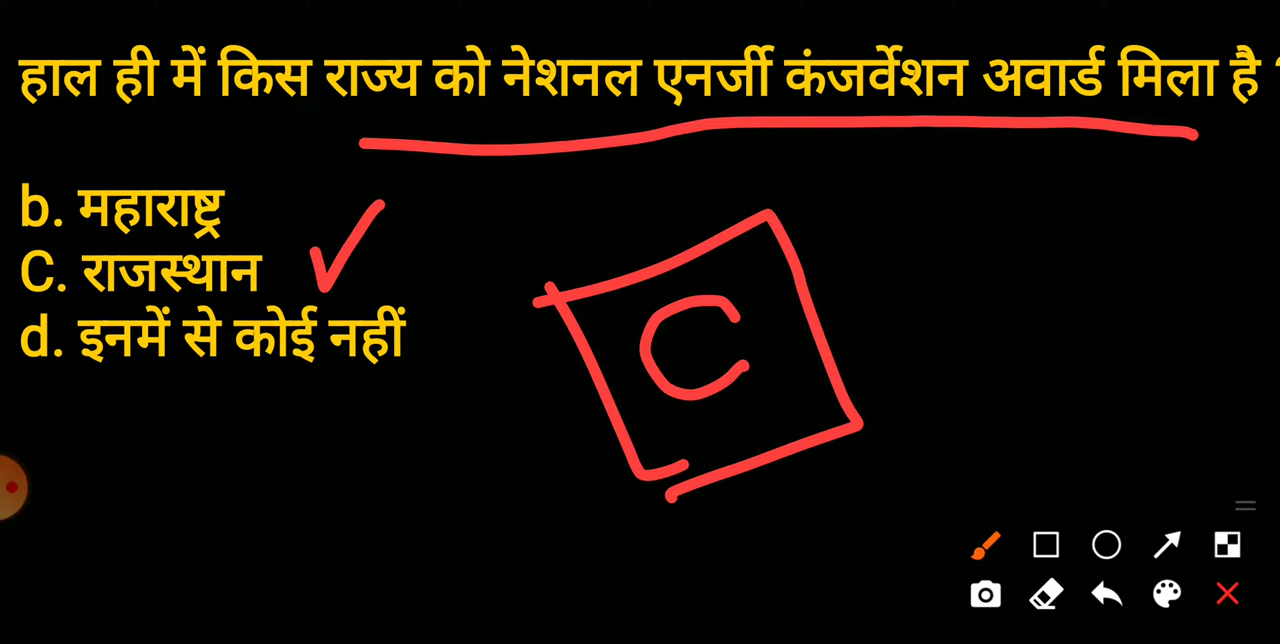 हाल ही में किस राज्य को नेशनल एनर्जी कंजर्वेशन अवार्ड मिला है ?
b. महाराष्ट्र
C. राजस्थान
d. इनमें से कोई नहीं
C